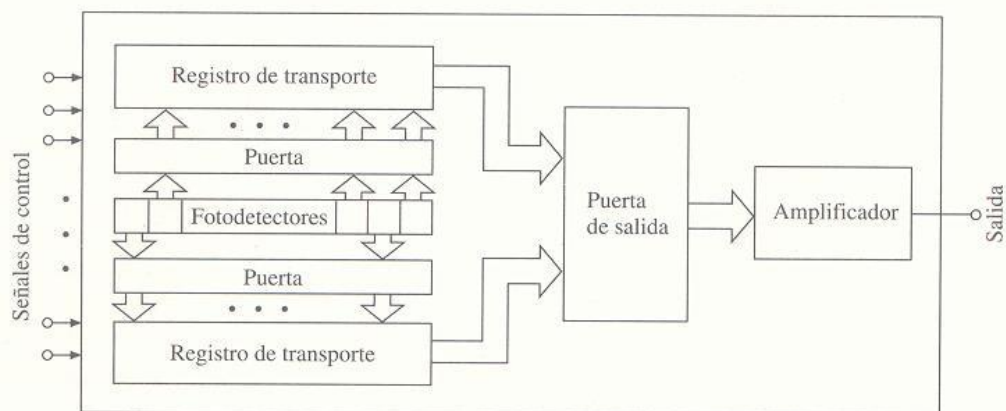 Señales de control
Registro de transporte
Puerta
Fotodetectores
Puerta
Registro de transporte
Puerta
de salida
Amplificador
Salida